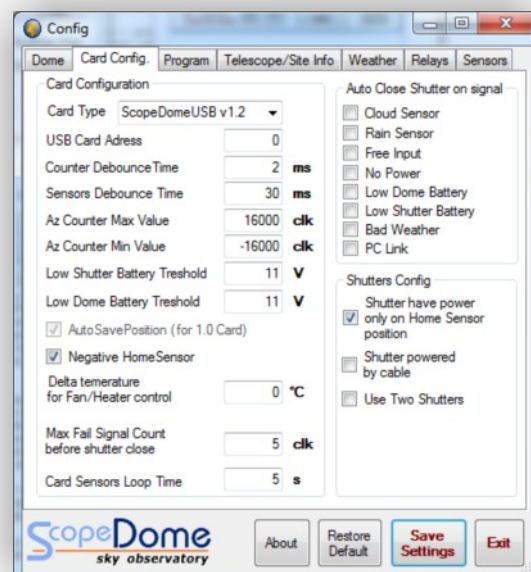 Config
Dome Card Config. Program Telescope/Site Info Weather Relays Sensors
Card Configuration
Card Type ScopeDomeUSB v1.2
USB Card Adress 0
Counter Debounce Time 2 ms
Sensors Debounce Time 30 ms
Az Counter Max Value 16000 clk
Az Counter Min Value -16000 clk
Low Shutter Battery Treshold 11 V
Low Dome Battery Treshold 11 V
AutoSavePosition (for 1.0 Card)
Negative HomeSensor
Delta temerature
for Fan/Heater control 0 °C
Max Fail Signal Count
before shutter close 5 clk
Card Sensors Loop Time 5 s
Auto Close Shutter on signal
Cloud Sensor
Rain Sensor
Free Input
No Power
Low Dome Battery
Low Shutter Battery
Bad Weather
PC Link
Shutters Config
Shutter have power
only on Home Sensor
position
Shutter powered
by cable
Use Two Shutters
ScopeDome
sky observatory
About
Restore
Default
Save
Settings
Exit